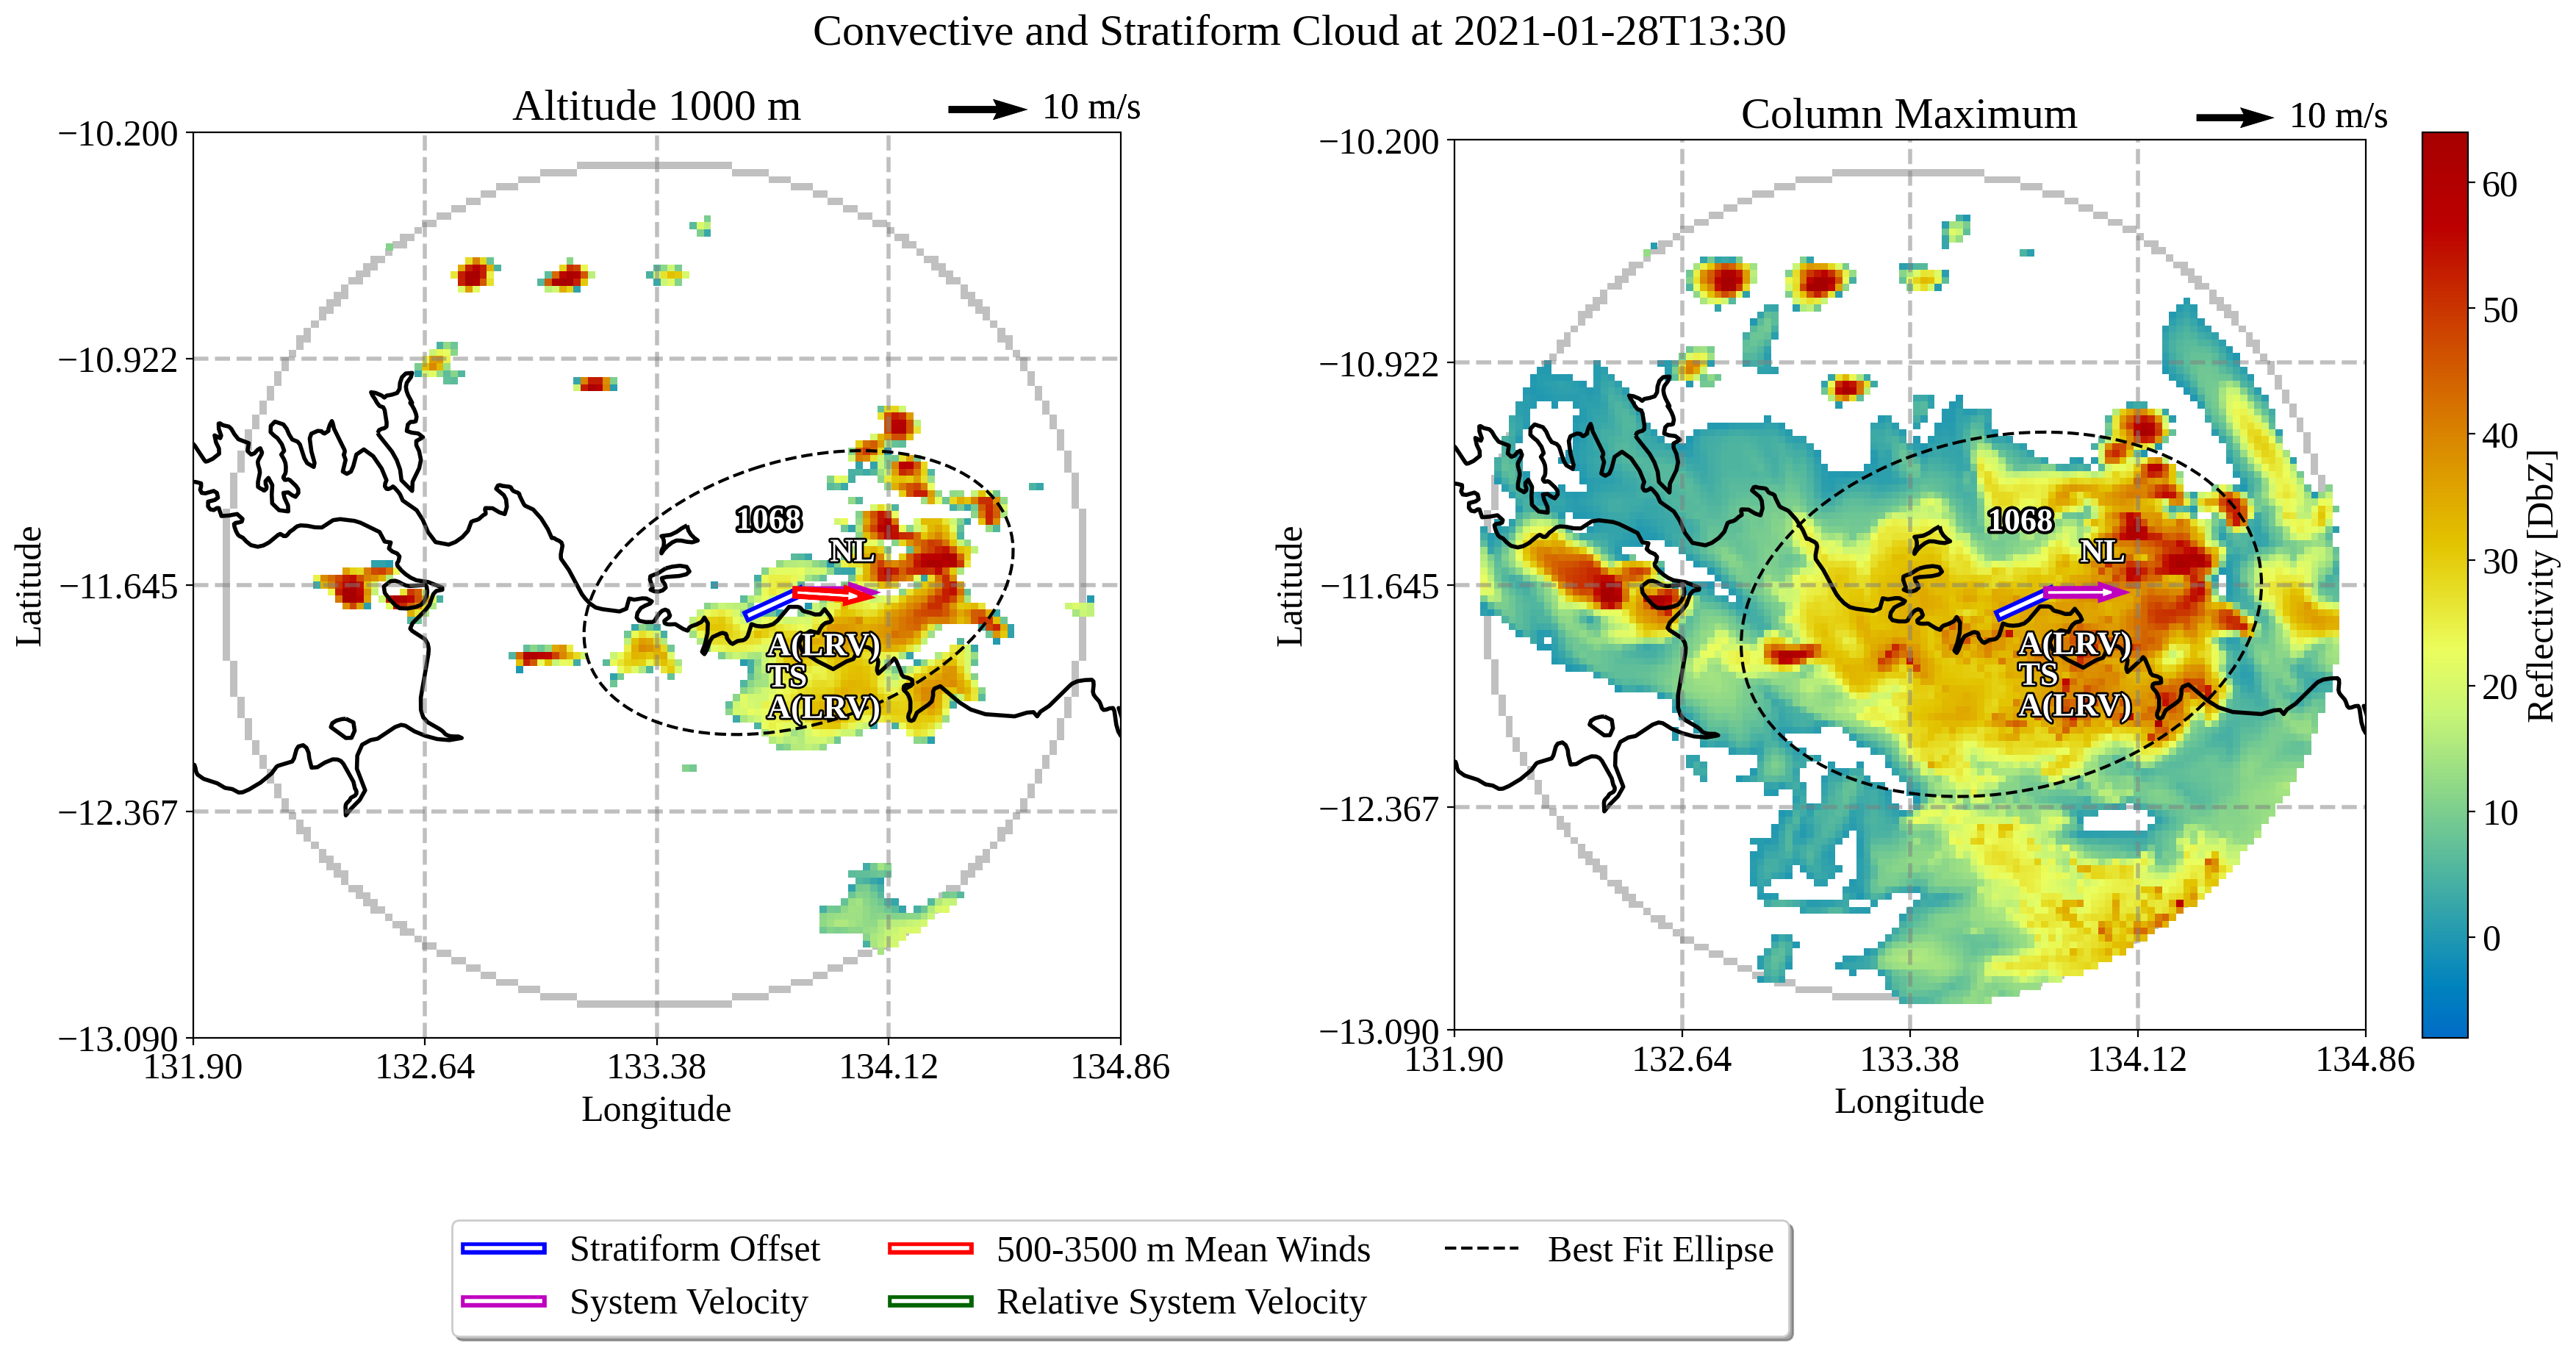 Convective and Stratiform Cloud at 2021-01-28T13:30
Altitude 1000 m
10 m/s
−10.200
−10.922
−11.645
−12.367
−13.090
Latitude
131.90
132.64
133.38
134.12
134.86
Longitude
1068
NL
A(LRV)
TS
A(LRV)
Column Maximum
10 m/s
−10.200
−10.922
−11.645
−12.367
−13.090
Latitude
131.90
132.64
133.38
134.12
134.86
Longitude
1068
NL
A(LRV)
TS
A(LRV)
60
50
40
30
20
10
0
Reflectivity [DbZ]
Stratiform Offset
System Velocity
500-3500 m Mean Winds
Relative System Velocity
Best Fit Ellipse